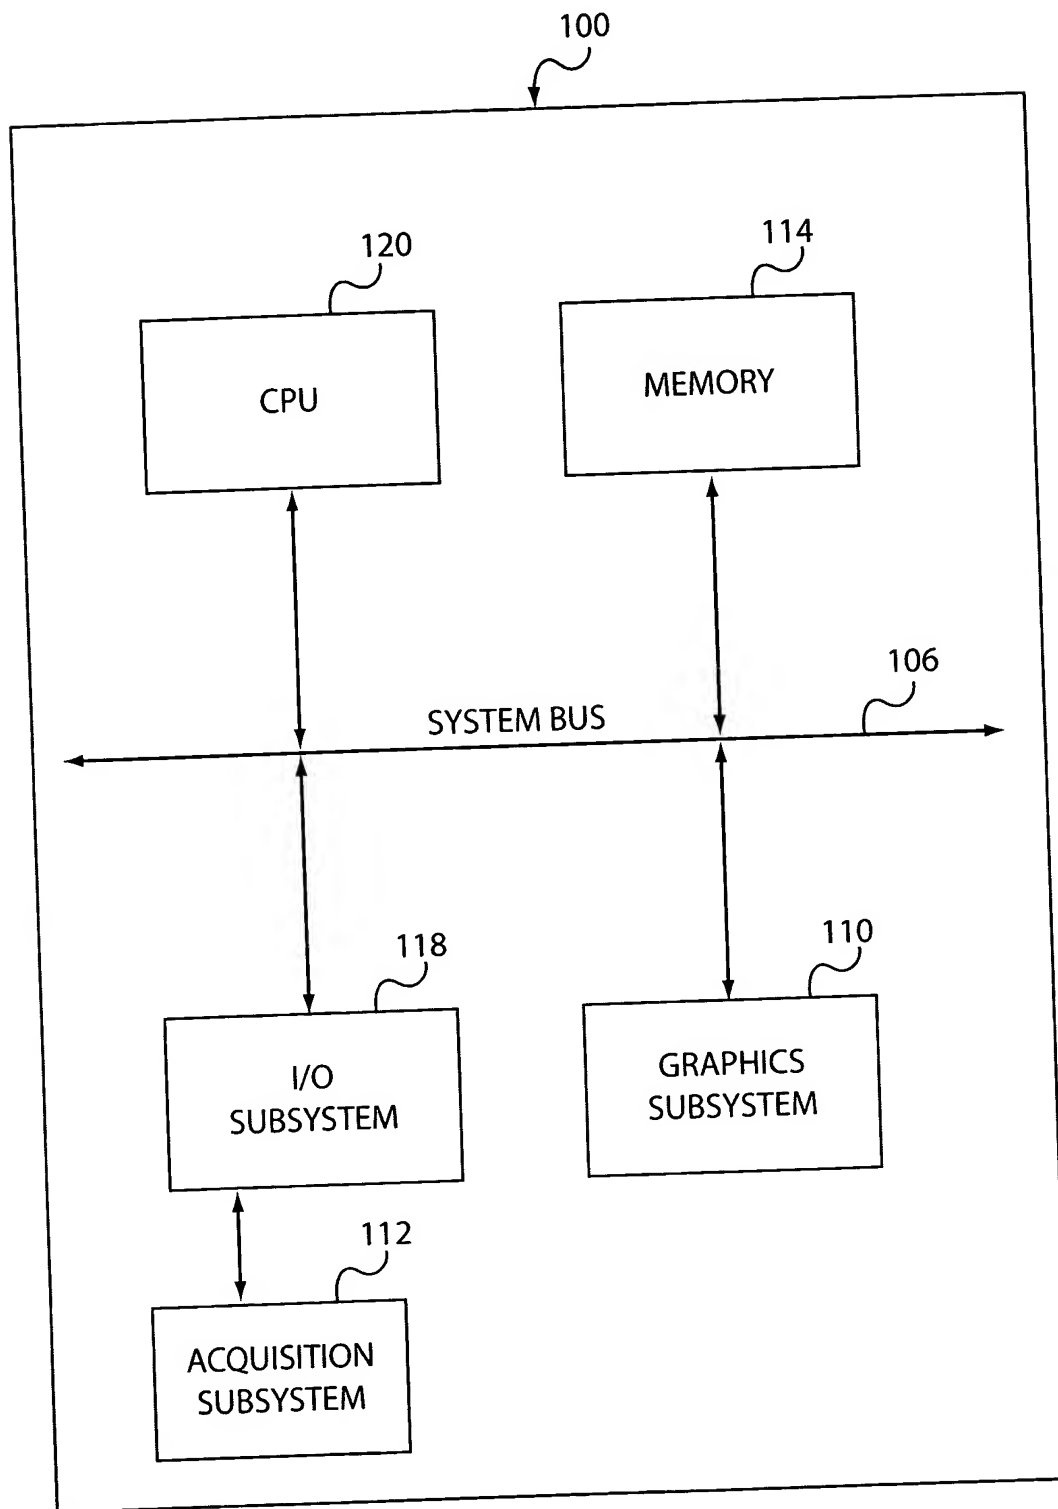 100
120
114
CPU
MEMORY
106
SYSTEM BUS
118
110
I/O
SUBSYSTEM
GRAPHICS
SUBSYSTEM
112
ACQUISITION
SUBSYSTEM